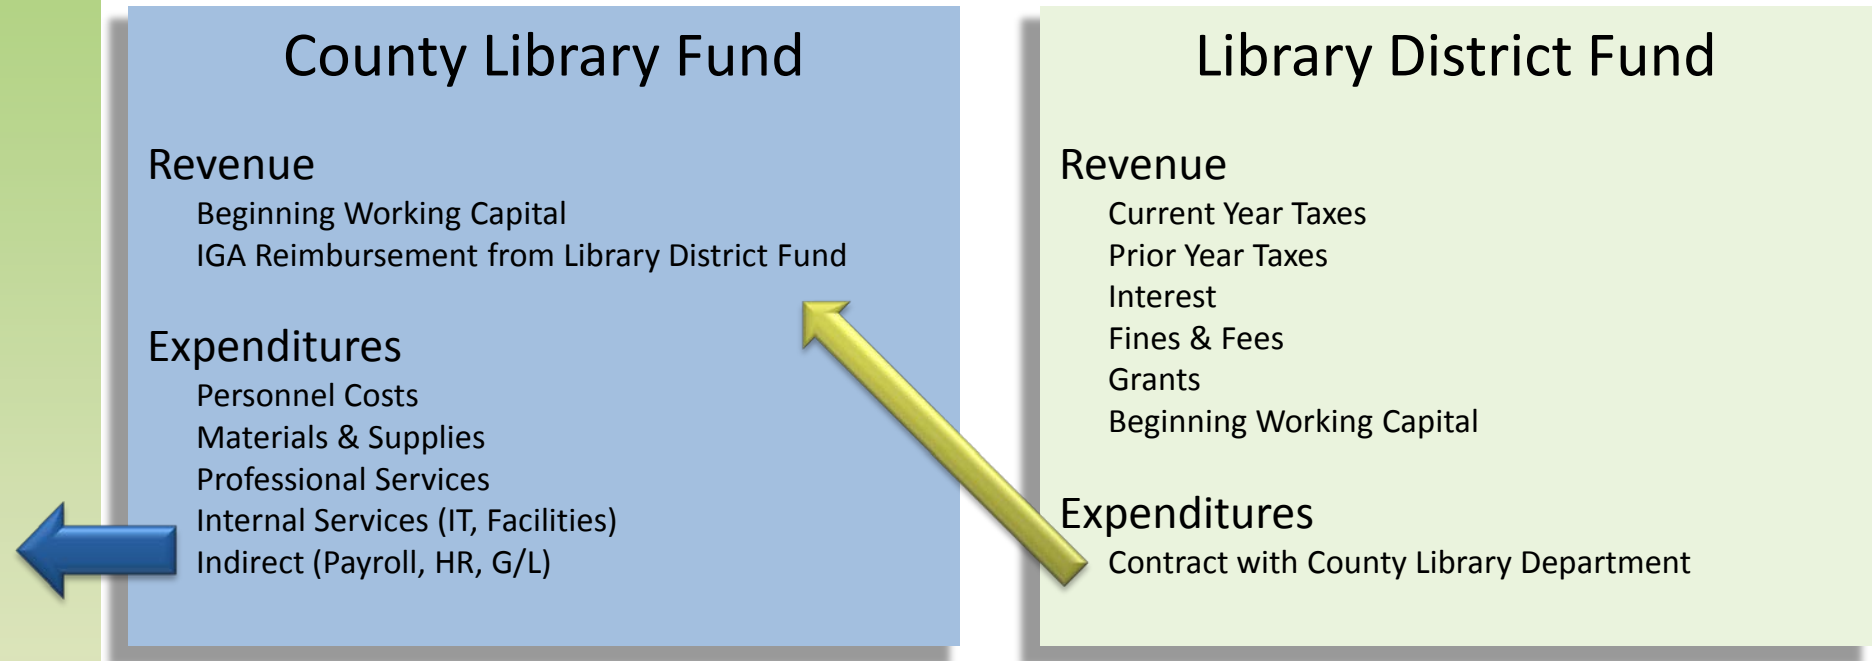 County Library Fund
Revenue
Beginning Working Capital
IGA Reimbursement from Library District Fund
Expenditures
Personnel Costs
Materials & Supplies
Professional Services
Internal Services (IT, Facilities)
Indirect (Payroll, HR, G/L)
Library District Fund
Revenue
Current Year Taxes
Prior Year Taxes
Interest
Fines & Fees
Grants
Beginning Working Capital
Expenditures
Contract with County Library Department